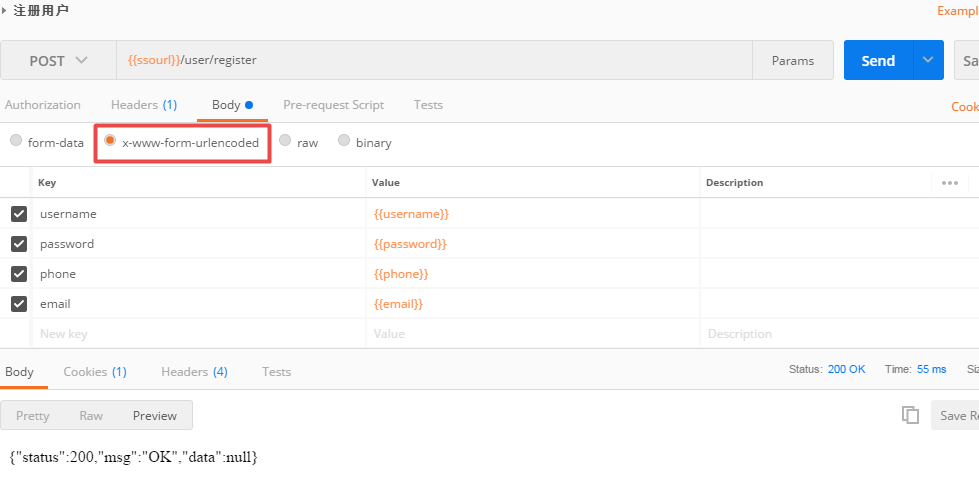 注册用户 Exampl
POST {{ssourl}}/user/register Params Send Sa
Authorization Headers (1) Body Pre-request Script Tests Cook
form-data x-www-form-urlencoded raw binary
Key Value Description
username {{username}}
password {{password}}
phone {{phone}}
email {{email}}
New key Value Description
Body Cookies (1) Headers (4) Tests Status: 200 OK Time: 55 ms Siz
Pretty Raw Preview Save Re
{"status":200,"msg":"OK","data":null}